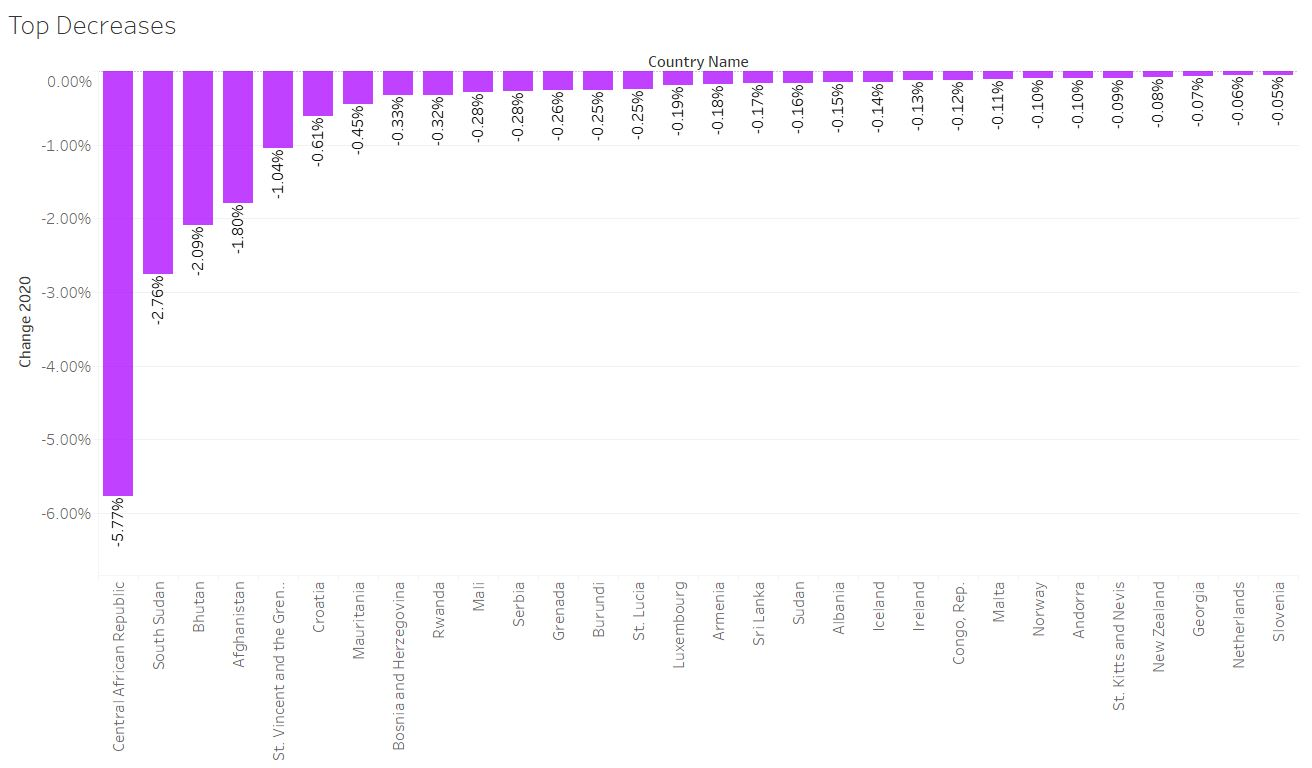 Top Decreases
Country Name
0.00%
-1.00%
-2.00%
-3.00%
-4.00%
-5.00%
-6.00%
Change 2020
-5.77%
-2.76%
-2.09%
-1.80%
-1.04%
-0.61%
-0.45%
-0.33%
-0.32%
-0.28%
-0.28%
-0.26%
-0.25%
-0.25%
-0.19%
-0.18%
-0.17%
-0.16%
-0.15%
-0.14%
-0.13%
-0.12%
-0.11%
-0.10%
-0.10%
-0.09%
-0.08%
-0.07%
-0.06%
-0.05%
Central African Republic
South Sudan
Bhutan
Afghanistan
St. Vincent and the Gren..
Croatia
Mauritania
Bosnia and Herzegovina
Rwanda
Mali
Serbia
Grenada
Burundi
St. Lucia
Luxembourg
Armenia
Sri Lanka
Sudan
Albania
Iceland
Ireland
Congo, Rep.
Malta
Norway
Andorra
St. Kitts and Nevis
New Zealand
Georgia
Netherlands
Slovenia